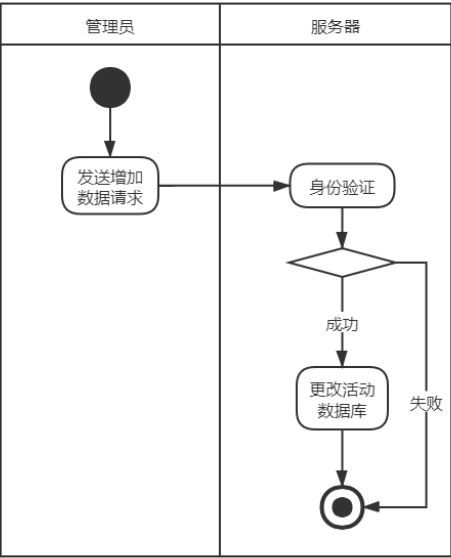 管理员
服务器
发送增加
数据请求
身份验证
成功
更改活动
数据库
失败